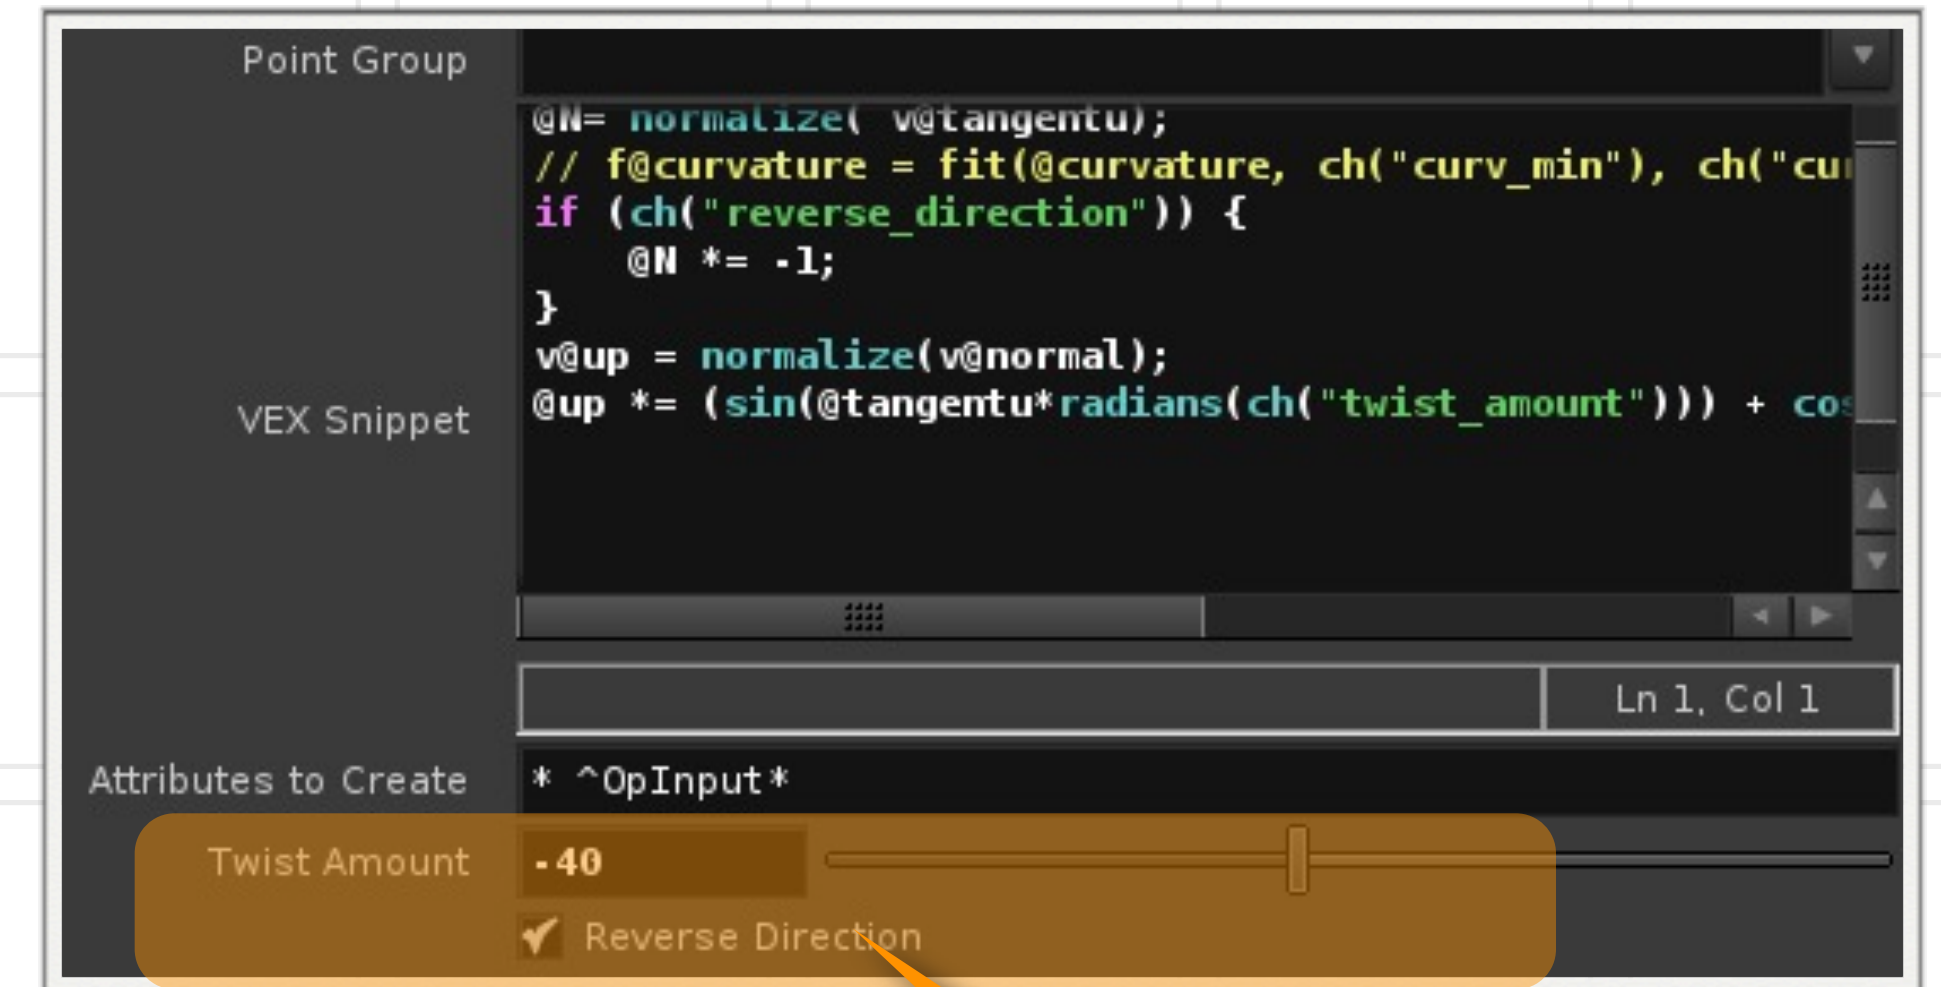 Point Group
@N= normalize( v@tangentu);
// f@curvature = fit(@curvature, ch("curv_min"), ch("cu
if (ch("reverse_direction")) {
    @N *= -1;
}
v@up = normalize(v@normal);
VEX Snippet
@up *= (sin(@tangentu*radians(ch("twist_amount"))) + cos
Ln 1, Col 1
Attributes to Create * ^OpInput*
Twist Amount -40
Reverse Direction